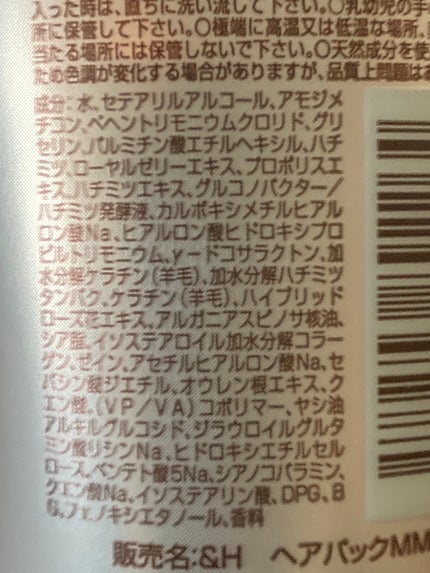 入った時は、直ちに洗い流して下さい。○乳幼児の手の
所に保管して下さい。○極端に高温又は低温な場所、
当たる場所には保管しないで下さい。○天然成分を使
ため色調が変化する場合がありますが、品質上問題はあ
成分:水、セテアリルアルコール、アモジメ
チコン、ベヘントリモニウムクロリド、グリ
セリン、パルミチン酸エチルヘキシル、ハチ
ミツ、ローヤルゼリーエキス、プロポリスエ
キス、ハチミツエキス、グルコノバクター/
ハチミツ発酵液、カルボキシメチルヒアル
ロン酸Na、ヒアルロン酸ヒドロキシプロ
ピルトリモニウム、γ-ドコサラクトン、加
水分解ケラチン(羊毛)、加水分解ハチミツ
タンパク、ケラチン(羊毛)、ハイブリッド
ローズ花エキス、アルガニアスピノサ核油、
シア脂、イソステアロイル加水分解コラー
ゲン、ゼイン、アセチルヒアルロン酸Na、セ
バシン酸ジエチル、オウレン根エキス、ク
エン酸、(VP/VA)コポリマー、ヤシ油
アルキルグルコシド、ジラウロイルグルタ
ミン酸リシンNa、ヒドロキシエチルセル
ロース、ペンテト酸5Na、シアノコバラミン、
クエン酸Na、イソステアリン酸、DPG、B
G、フェノキシエタノール、香料
販売名:&H ヘアパックMM